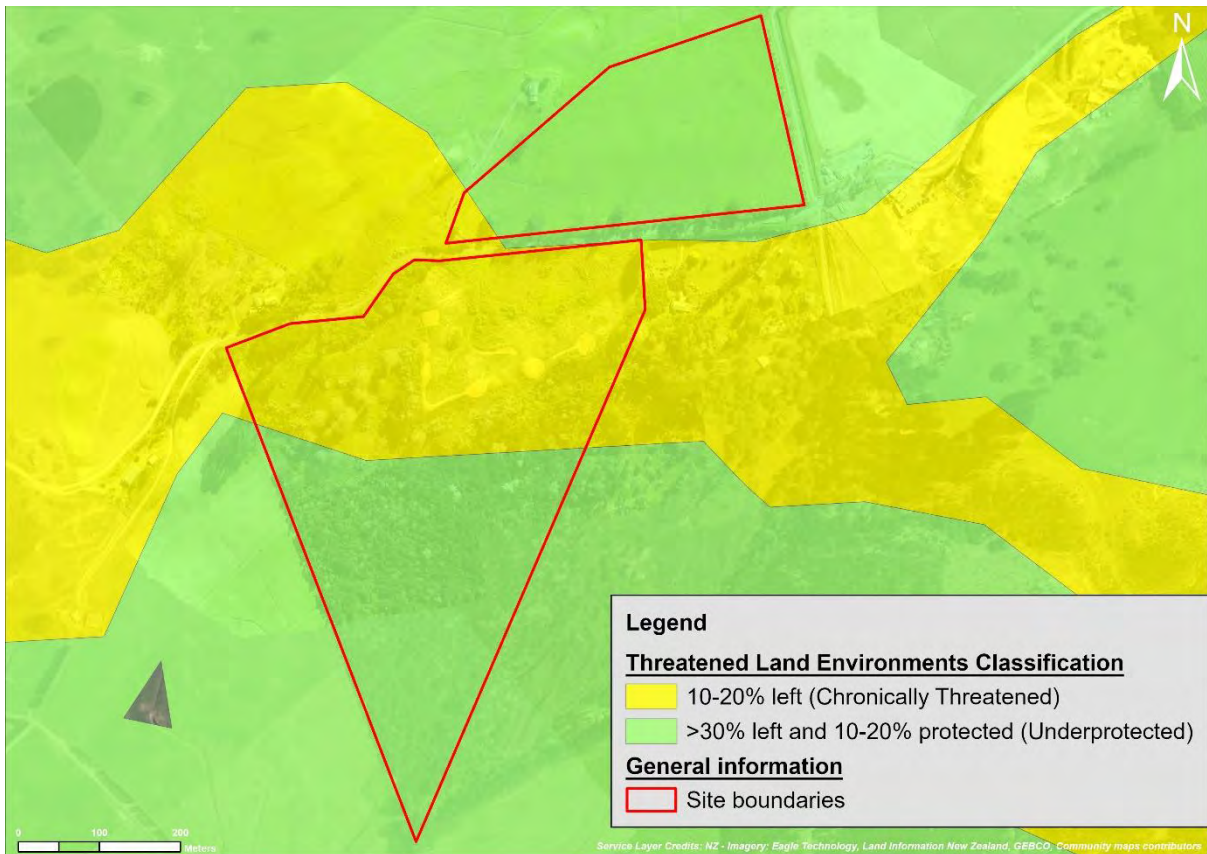 N
Legend
Threatened Land Environments Classification
10-20% left (Chronically Threatened)
>30% left and 10-20% protected (Underprotected)
General information
Site boundaries
0 100 200
Meters
Service Layer Credits: NZ - Imagery: Eagle Technology, Land Information New Zealand, GEBCO, Community maps contributors